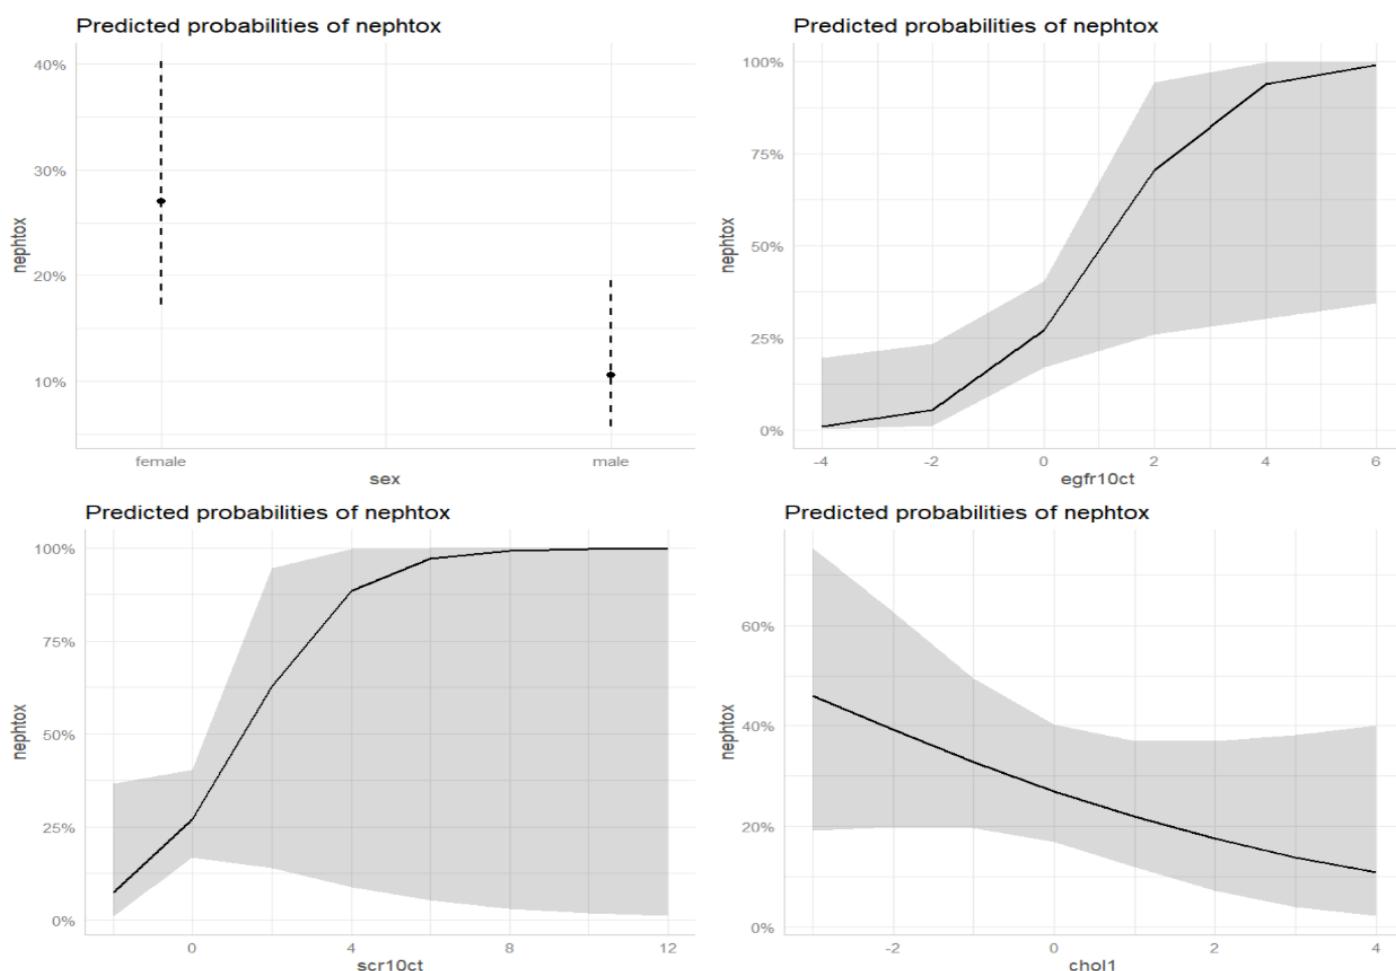 Predicted probabilities of nephtox
40%
30%
20%
10%
nephtox
female
male
sex
Predicted probabilities of nephtox
100%
75%
50%
25%
0%
nephtox
-4
-2
0
2
4
6
egfr10ct
Predicted probabilities of nephtox
100%
75%
50%
25%
0%
nephtox
0
4
8
12
scr10ct
Predicted probabilities of nephtox
60%
40%
20%
0%
nephtox
-2
0
2
4
chol1